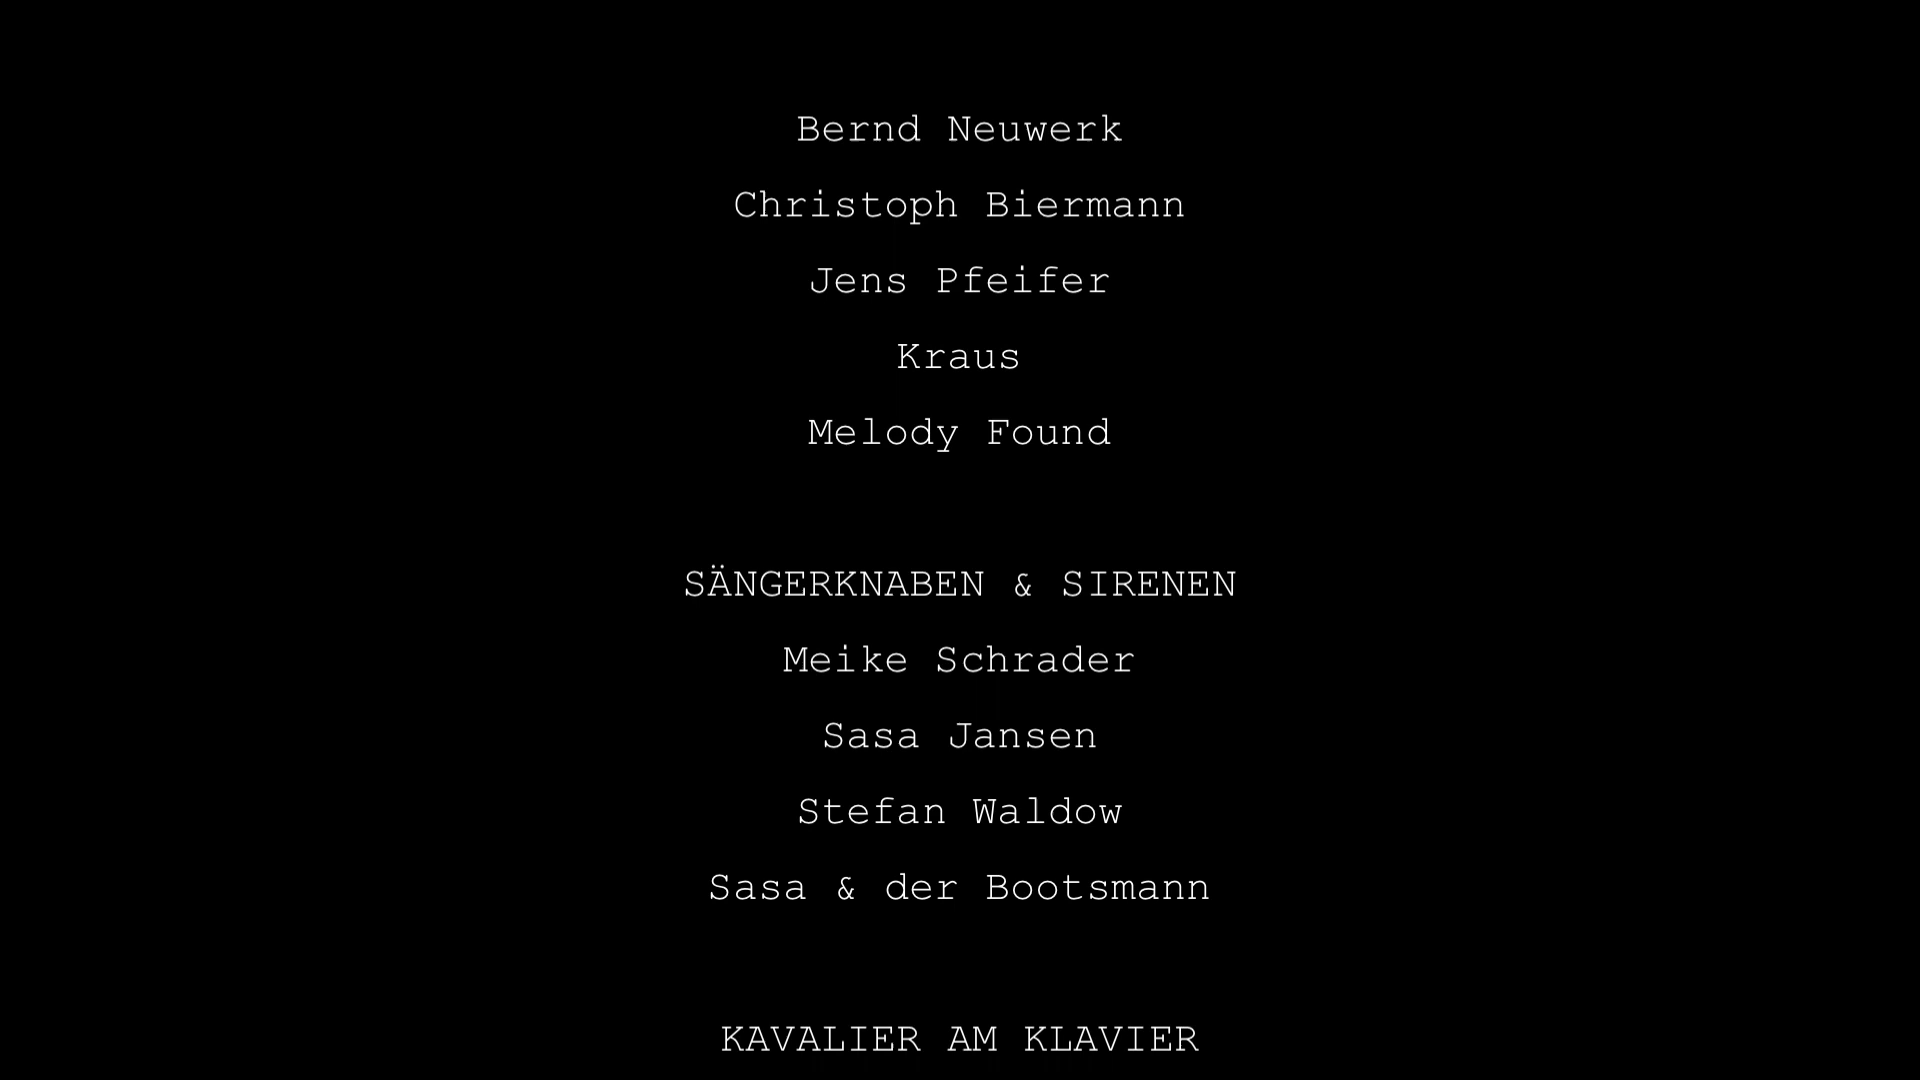 Bernd Neuwerk
Christoph Biermann
Jens Pfeifer
Kraus
Melody Found
SÄNGERKNABEN & SIRENEN
Meike Schrader
Sasa Jansen
Stefan Waldow
Sasa & der Bootsmann
KAVALIER AM KLAVIER